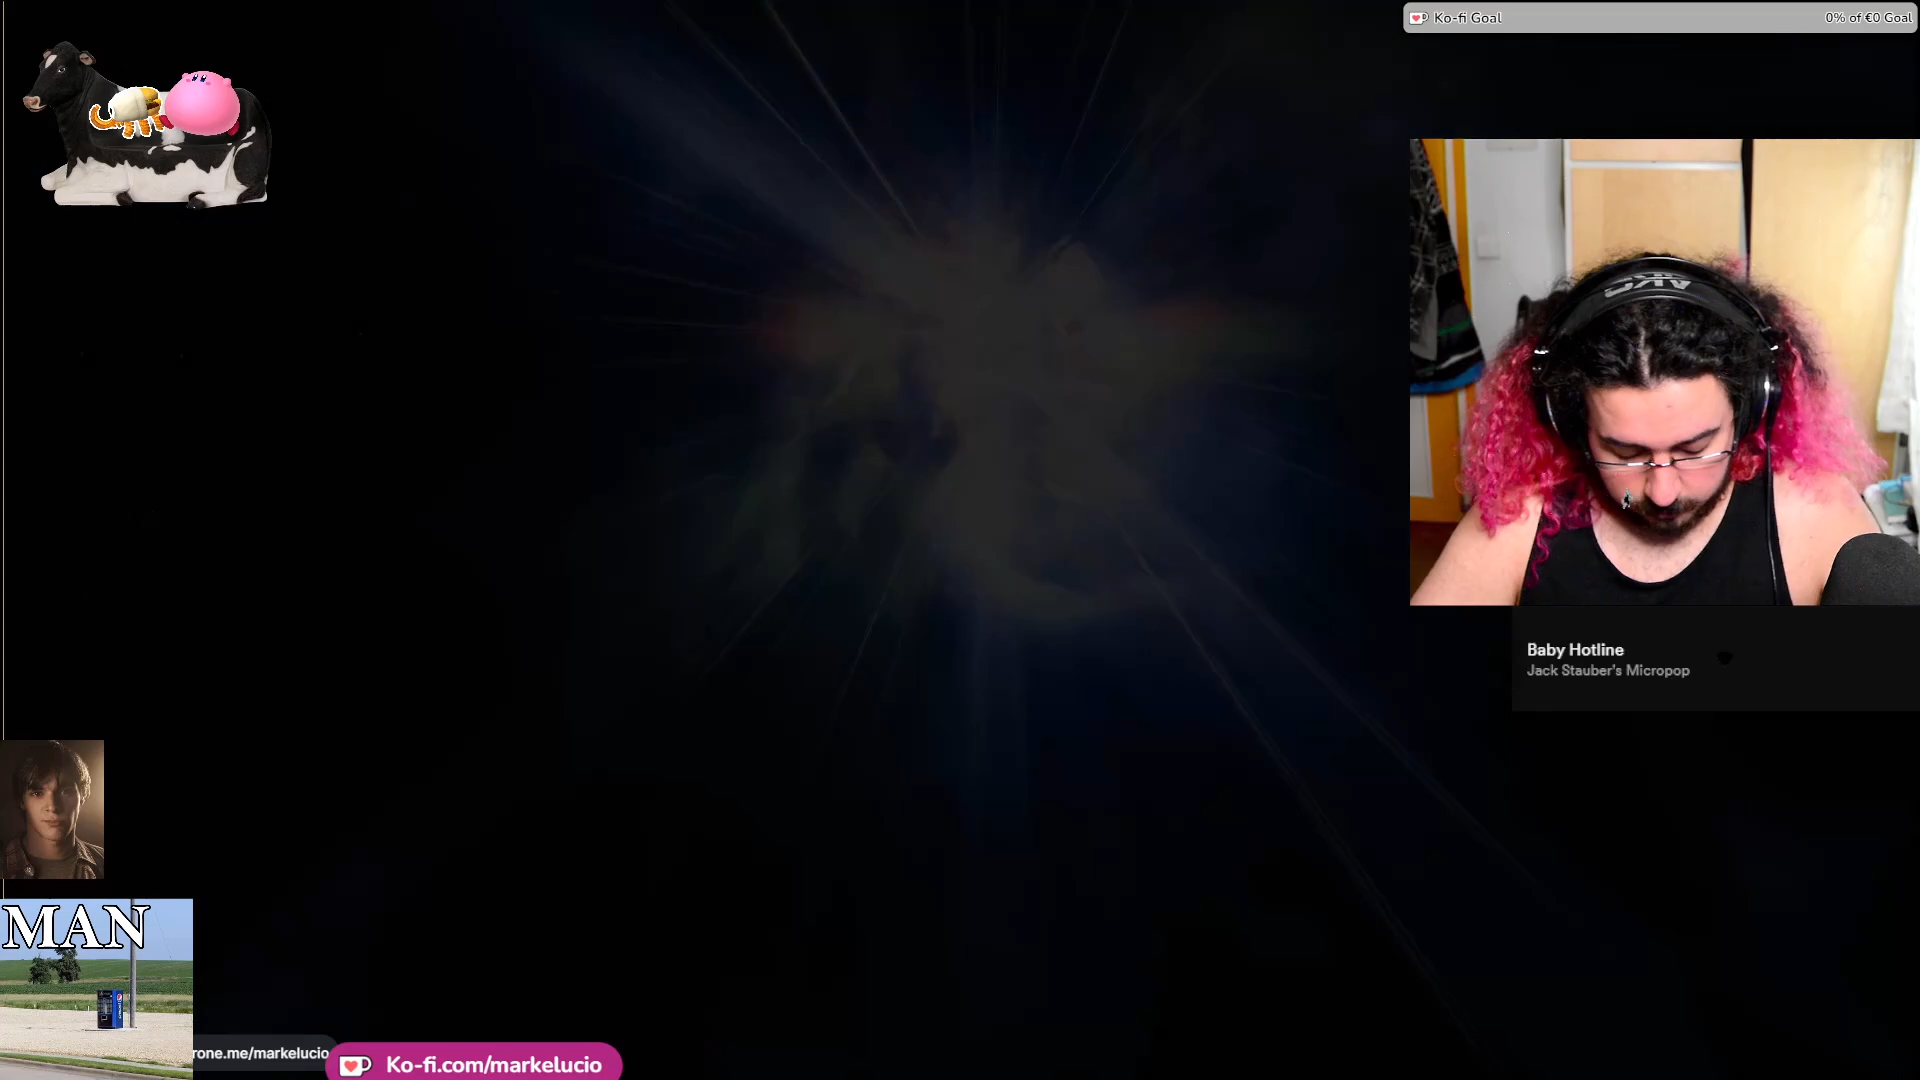 Ko-fi Goal
0% of €0 Goal
AKG
Baby Hotline
Jack Stauber's Micropop
MAN
rone.me/markelucio
Ko-fi.com/markelucio